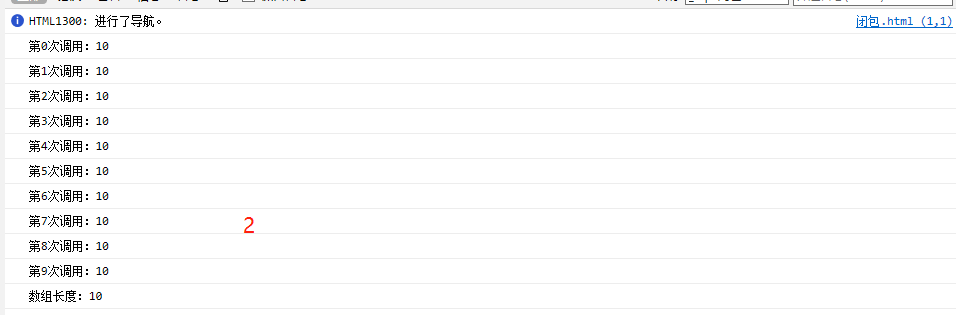 HTML1300: 进行了导航。 闭包.html (1,1)
第0次调用: 10
第1次调用: 10
第2次调用: 10
第3次调用: 10
第4次调用: 10
第5次调用: 10
第6次调用: 10
第7次调用: 10
2
第8次调用: 10
第9次调用: 10
数组长度: 10